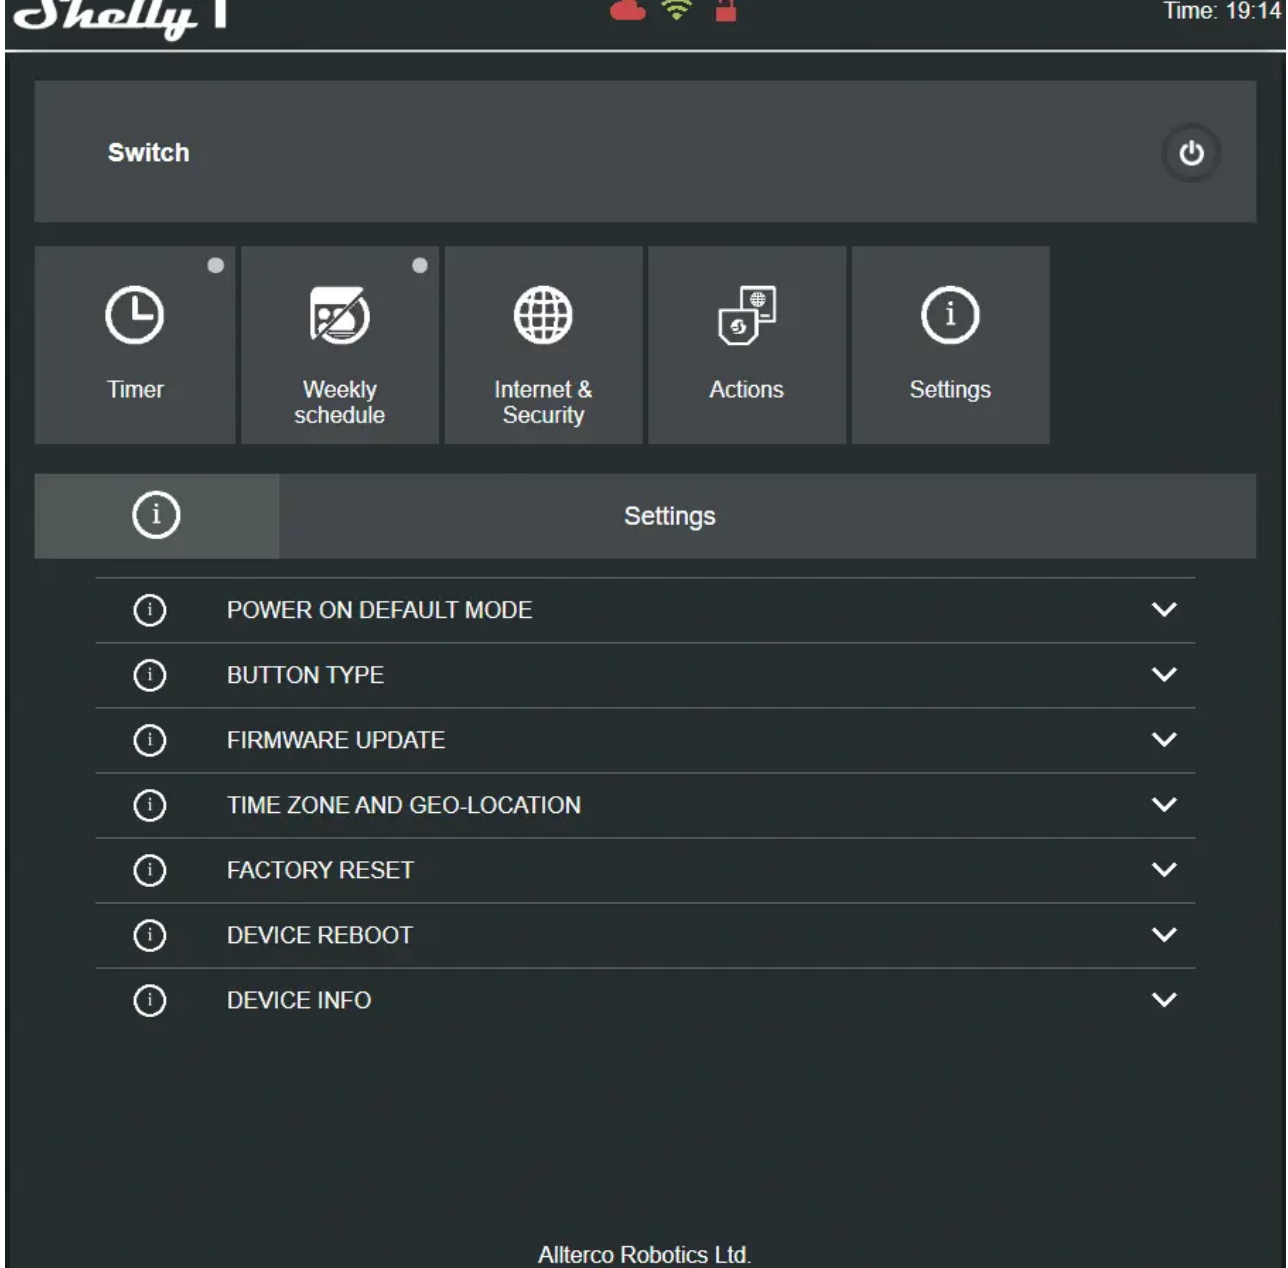 Shelly 1
Time: 19:14
Switch
Timer
Weekly
schedule
Internet &
Security
Actions
Settings
Settings
POWER ON DEFAULT MODE
BUTTON TYPE
FIRMWARE UPDATE
TIME ZONE AND GEO-LOCATION
FACTORY RESET
DEVICE REBOOT
DEVICE INFO
Allterco Robotics Ltd.